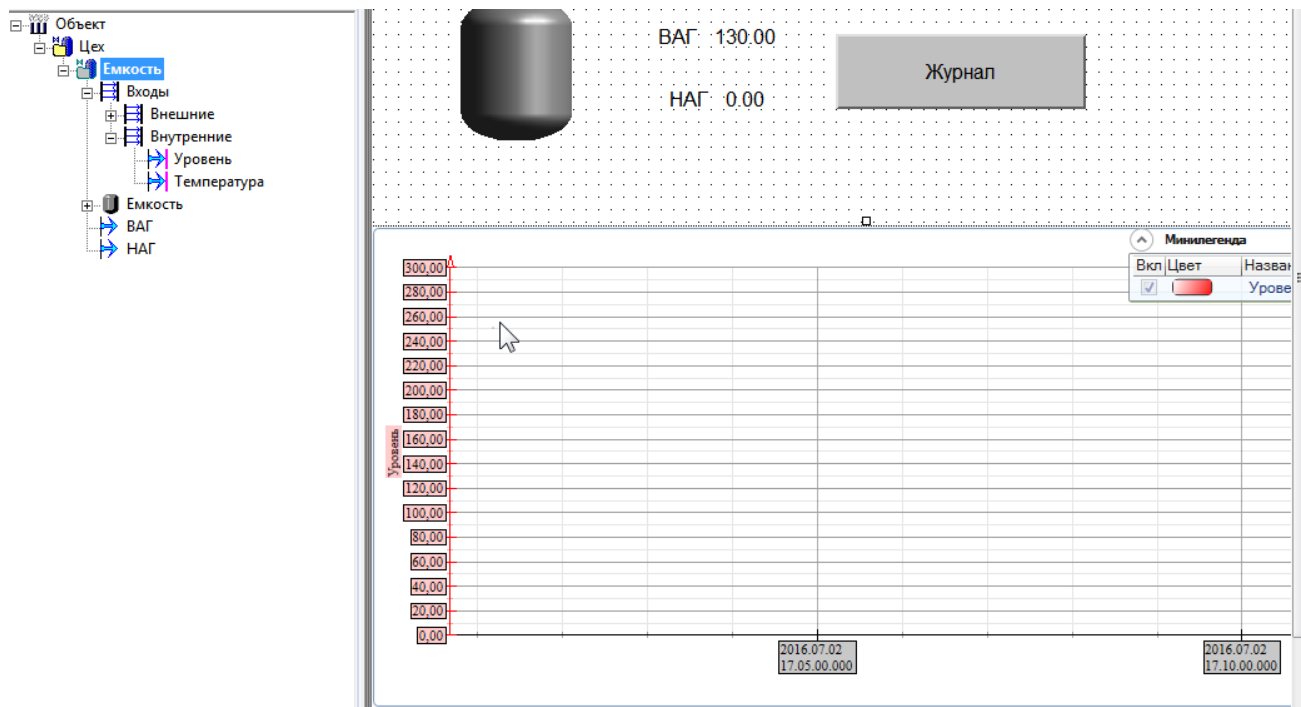 Объект
Цех
Емкость
Входы
Внешние
Внутренние
Уровень
Температура
Емкость
ВАГ
НАГ
ВАГ 130.00
НАГ 0.00
Журнал
Минилегенда
Вкл Цвет Назван
Урове
300,00
280,00
260,00
240,00
220,00
200,00
180,00
160,00
140,00
120,00
100,00
80,00
60,00
40,00
20,00
0,00
Уровень
2016.07.02
17.05.00.000
2016.07.02
17.10.00.000